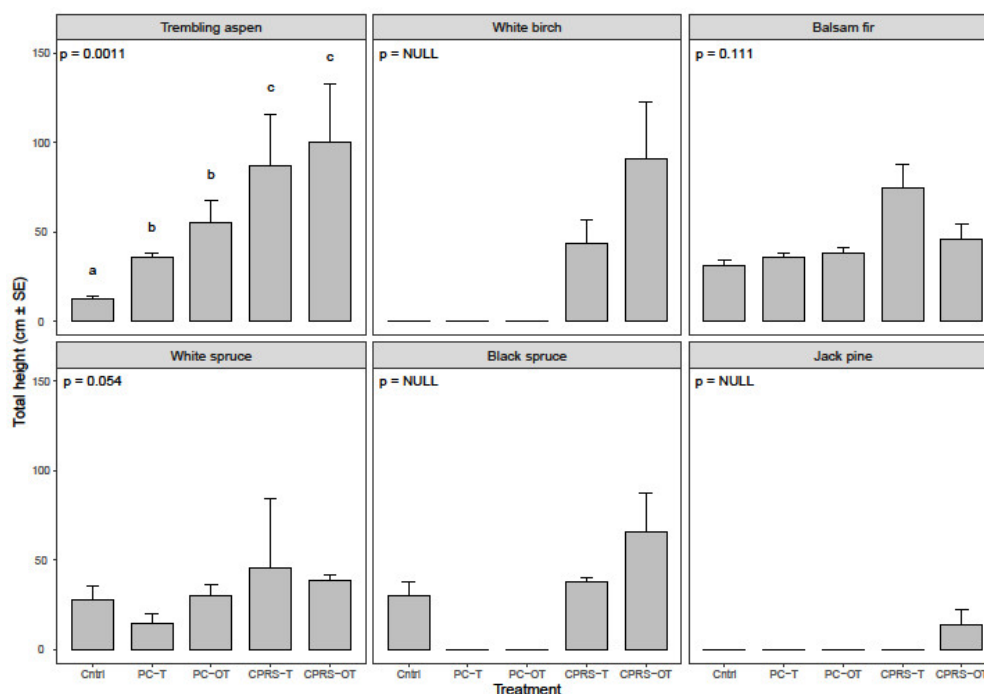 Trembling aspen
White birch
Balsam fir
p = 0.0011
p = NULL
p = 0.111
150
100
50
0
a
b
b
c
c
White spruce
Black spruce
Jack pine
p = 0.054
p = NULL
p = NULL
150
100
50
0
Total height (cm ± SE)
Cntrl PC-T PC-OT CPRS-T CPRS-OT
Cntrl PC-T PC-OT CPRS-T CPRS-OT
Cntrl PC-T PC-OT CPRS-T CPRS-OT
Treatment